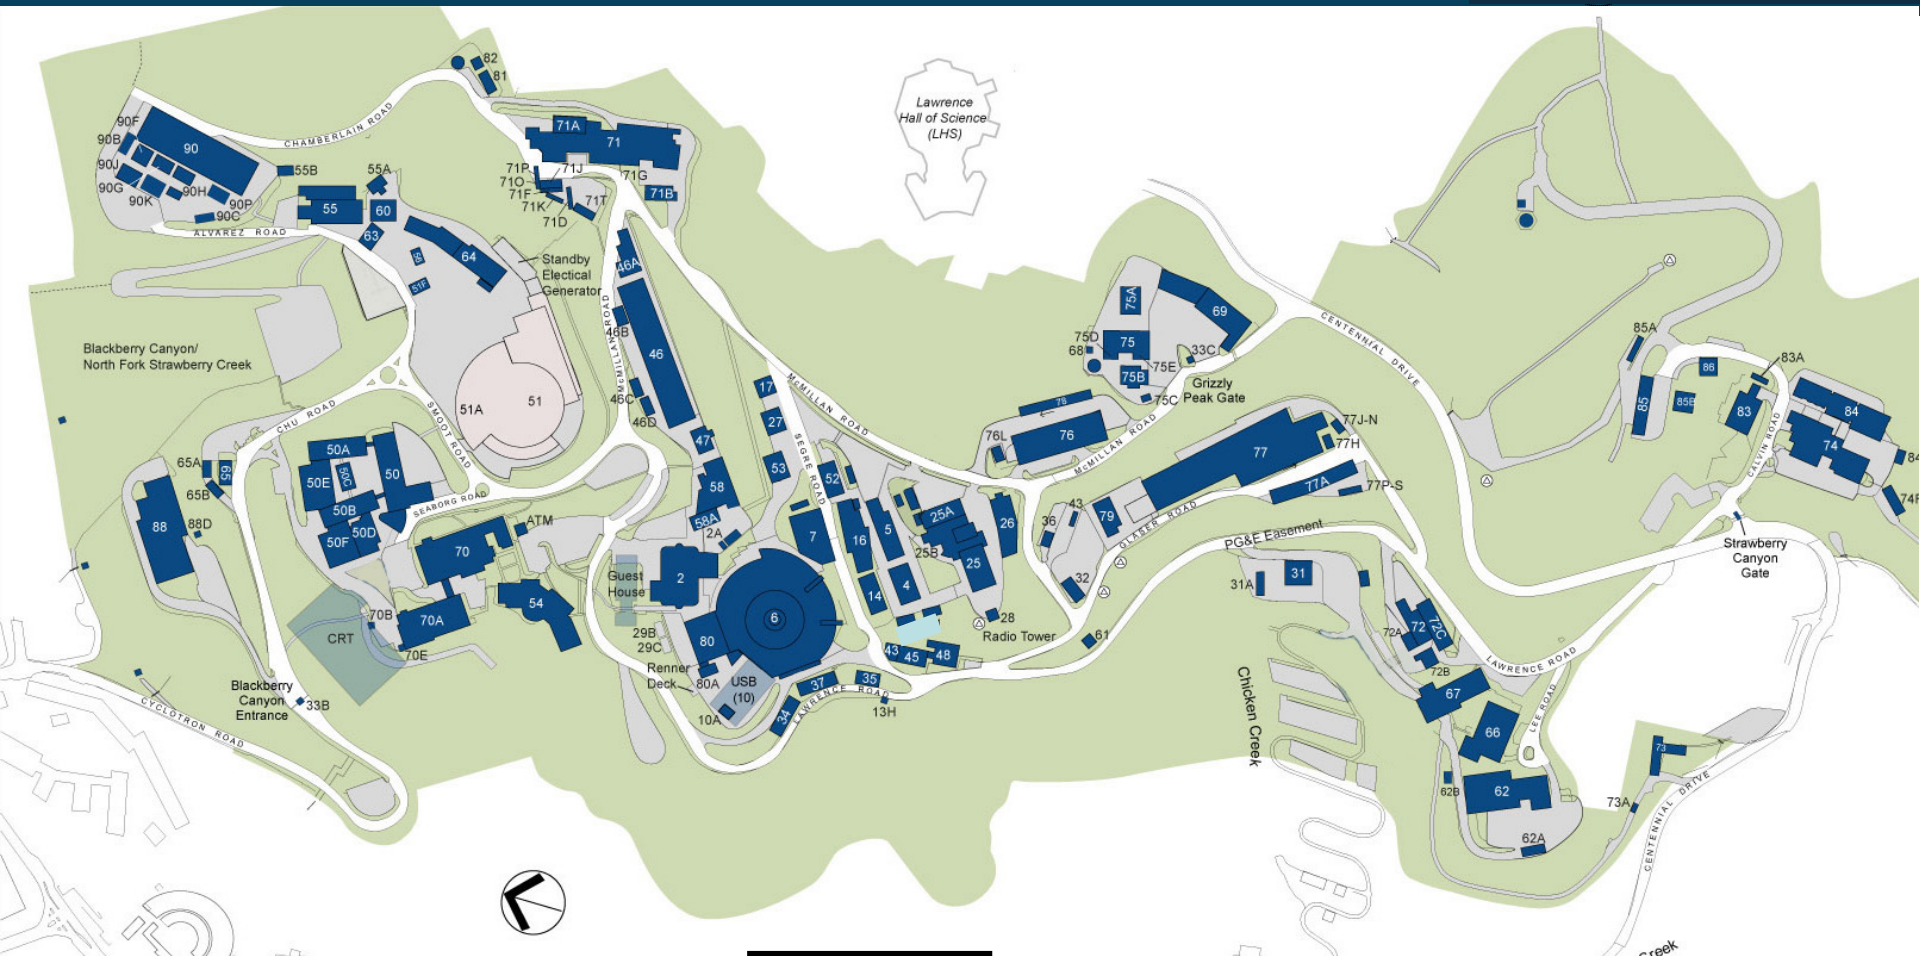 82
81
Lawrence
Hall of Science
(LHS)
CHAMBERLAIN ROAD
90F
90B
90
90J
90G
90H
90K
90P
90C
55B
55A
55
60
63
ALVAREZ ROAD
71A
71
71P
71J
71O
71G
71F
71K
71T
71B
71D
64
56
51F
Standby
Electical
Generator
46A
46B
McMILLAN ROAD
46
46C
46D
47
Blackberry Canyon/
North Fork Strawberry Creek
51A
51
CHU ROAD
SMOOT ROAD
SEABORG ROAD
50A
50
50E
50C
50B
50D
50F
65A
65
65B
88
88D
70
ATM
54
70A
70B
70E
CRT
Blackberry
Canyon
Entrance
33B
CYCLOTRON ROAD
17
27
53
52
McMILLAN ROAD
SEGRE ROAD
58
58A
2A
2
Guest
House
29B
29C
Renner
Deck
80
80A
USB
(10)
10A
6
7
16
5
14
4
25A
25B
25
26
28
Radio Tower
43
45
48
37
35
34
LAWRENCE ROAD
13H
75A
69
75D
75
68
75E
75B
75C
33C
Grizzly
Peak Gate
78
76
76L
McMILLAN ROAD
CENTENNIAL DRIVE
77J-N
77H
77
77A
77P-S
79
GLASER ROAD
43
36
32
61
PG&E Easement
31A
31
72A
72
72C
72B
67
66
62
62B
62A
LAWRENCE ROAD
LEE ROAD
Chicken Creek
85A
85
85B
86
83A
83
84
74
CALVIN ROAD
Strawberry
Canyon
Gate
73
73A
CENTENNIAL DRIVE
Creek